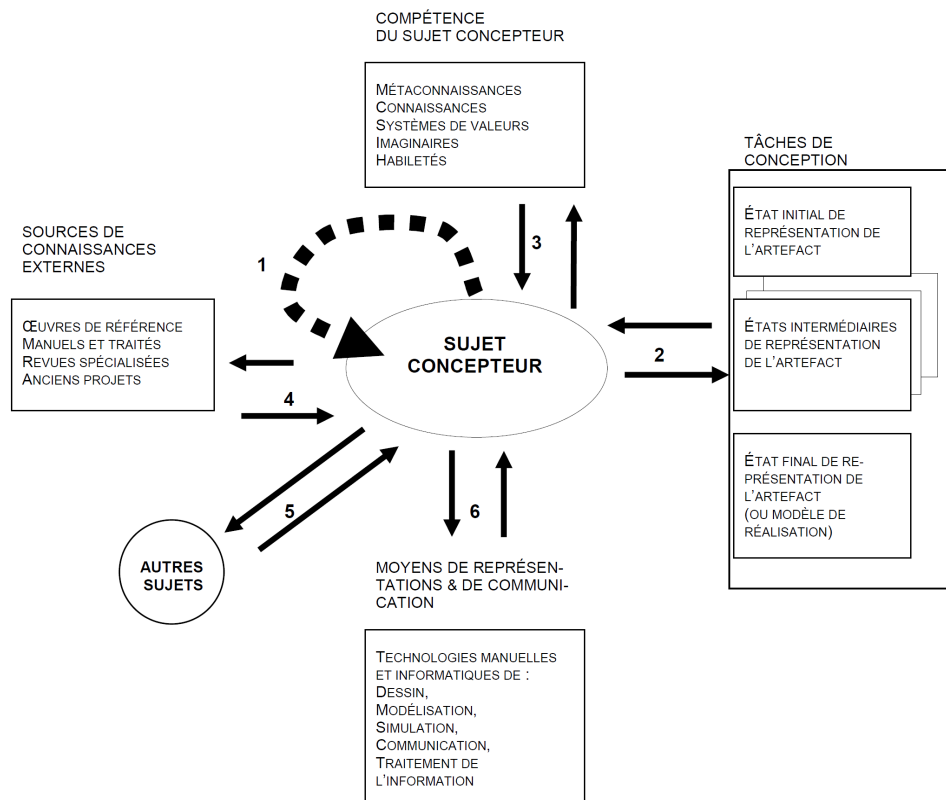 COMPÉTENCE
DU SUJET CONCEPTEUR
MÉTACONNAISSANCES
CONNAISSANCES
SYSTÈMES DE VALEURS
IMAGINAIRES
HABILETÉS
TÂCHES DE
CONCEPTION
ÉTAT INITIAL DE
REPRÉSENTATION DE
L'ARTEFACT
ÉTATS INTERMÉDIAIRES
DE REPRÉSENTATION
DE L'ARTEFACT
ÉTAT FINAL DE RE-
PRÉSENTATION DE
L'ARTEFACT
(OU MODÈLE DE
RÉALISATION)
SOURCES DE
CONNAISSANCES
EXTERNES
ŒUVRES DE RÉFÉRENCE
MANUELS ET TRAITÉS
REVUES SPÉCIALISÉES
ANCIENS PROJETS
1
3
SUJET
CONCEPTEUR
2
4
5
6
AUTRES
SUJETS
MOYENS DE REPRÉSEN-
TATIONS & DE COMMUNI-
CATION
TECHNOLOGIES MANUELLES
ET INFORMATIQUES DE :
DESSIN,
MODÉLISATION,
SIMULATION,
COMMUNICATION,
TRAITEMENT DE
L'INFORMATION